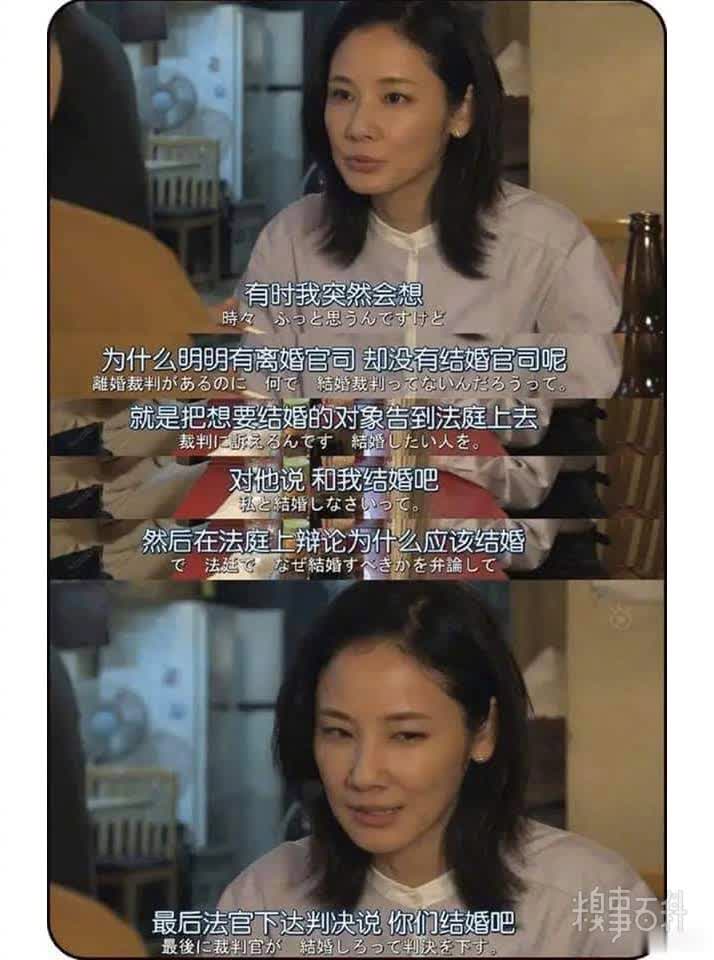 有时我突然会想
時々　ふっと思うんですけど
为什么明明有离婚官司 却没有结婚官司呢
離婚裁判があるのに　何で　結婚裁判ってないんだろうって。
就是把想要结婚的对象告到法庭上去
裁判に訴えるんです　結婚したい人を。
对他说 和我结婚吧
私と結婚しなさいって。
然后在法庭上辩论为什么应该结婚
で　法廷で　なぜ結婚すべきかを弁論して
最后法官下达判决说 你们结婚吧
最後に裁判官が　結婚しろって判決を下す。
糗事百科